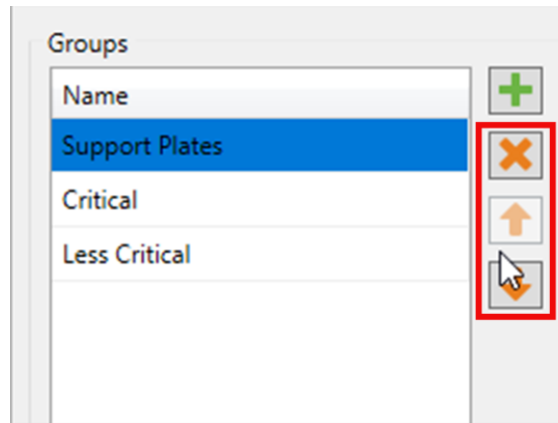 Groups
Name
Support Plates
Critical
Less Critical